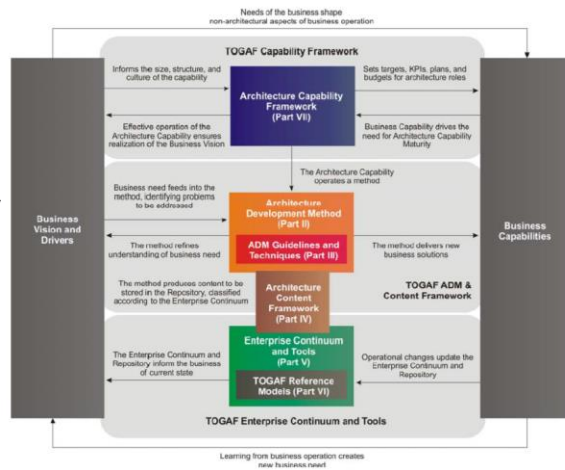 Needs of the business shape
non-architectural aspects of business operation
TOGAF Capability Framework
Informs the size, structure, and
culture of the capability
Sets targets, KPIs, plans, and
budgets for architecture roles
Architecture Capability
Framework
(Part VII)
Effective operation of the
Architecture Capability ensures
realization of the Business Vision
Business Capability drives the
need for Architecture Capability
Maturity
The Architecture Capability
operates a method
Business need feeds into the
method, identifying problems
to be addressed
Architecture
Development Method
(Part II)
Business
Vision and
Drivers
Business
Capabilities
ADM Guidelines and
Techniques (Part III)
The method refines
understanding of business need
The method delivers new
business solutions
The method produces content to be
stored in the Repository, classified
according to the Enterprise Continuum
Architecture
Content
Framework
(Part IV)
TOGAF ADM &
Content Framework
Enterprise Continuum
and Tools
(Part V)
The Enterprise Continuum and
Repository inform the business
of current state
Operational changes update the
Enterprise Continuum and
Repository
TOGAF Reference
Models (Part VI)
TOGAF Enterprise Continuum and Tools
Learning from business operation creates
new business need